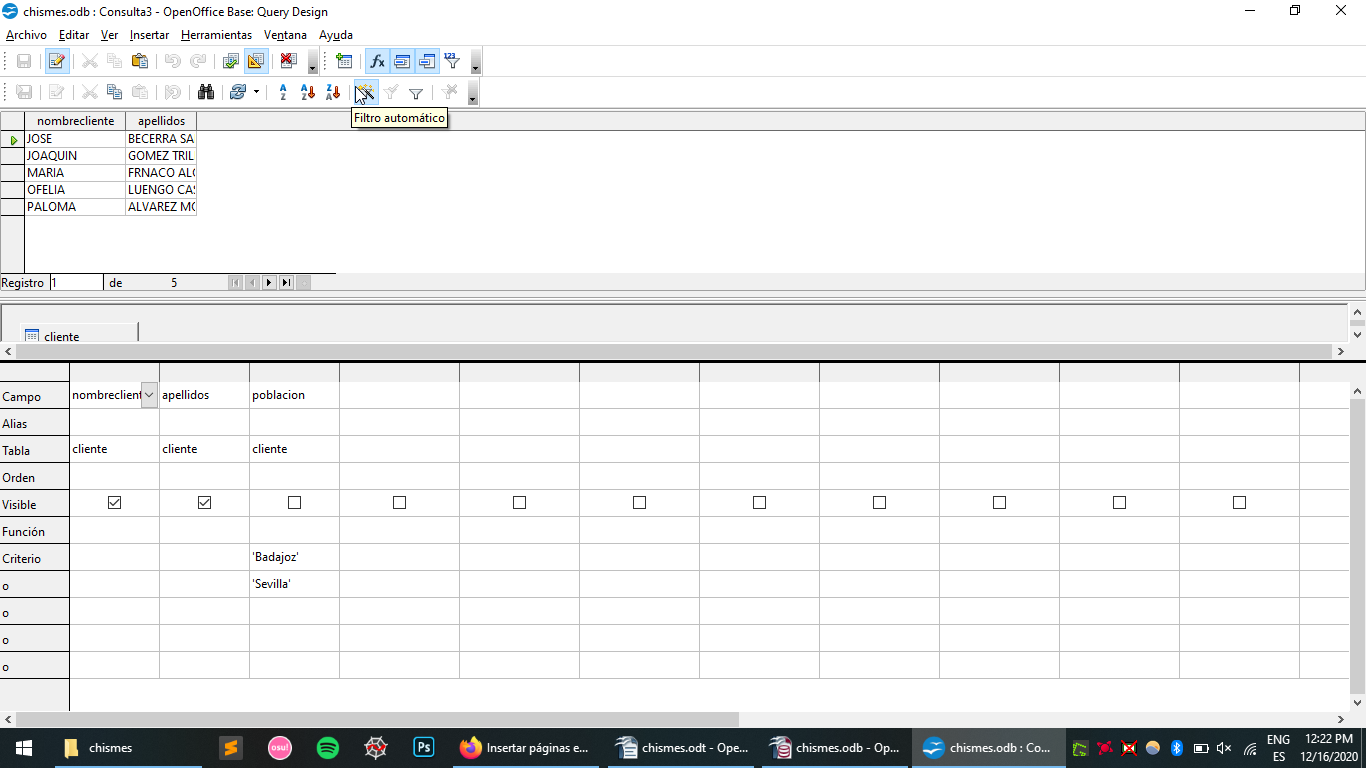 chismes.odb : Consulta3 - OpenOffice Base: Query Design
Archivo Editar Ver Insertar Herramientas Ventana Ayuda
Filtro automático
nombrecliente apellidos
JOSE BECERRA SA
JOAQUIN GOMEZ TRIL
MARIA FRNACO ALC
OFELIA LUENGO CAS
PALOMA ALVAREZ MO
Registro 1 de 5
cliente
Campo nombreclient apellidos poblacion
Alias
Tabla cliente cliente cliente
Orden
Visible
Función
Criterio 'Badajoz'
o 'Sevilla'
o
o
o
chismes osu! Ps Insertar páginas e... chismes.odt - Ope... chismes.odb - Op... chismes.odb : Co... ENG 12:22 PM
ES 12/16/2020